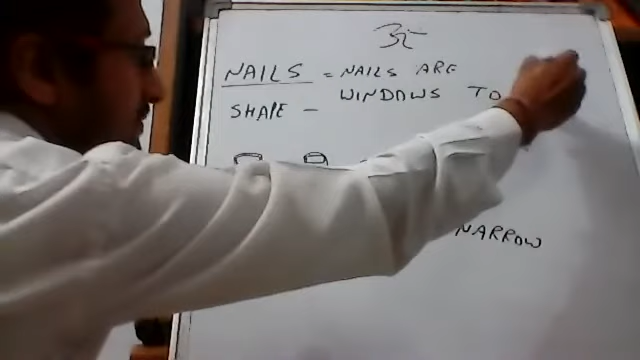 ॐ
NAILS = NAILS ARE
WINDOWS TO
SHAPE -
NARROW